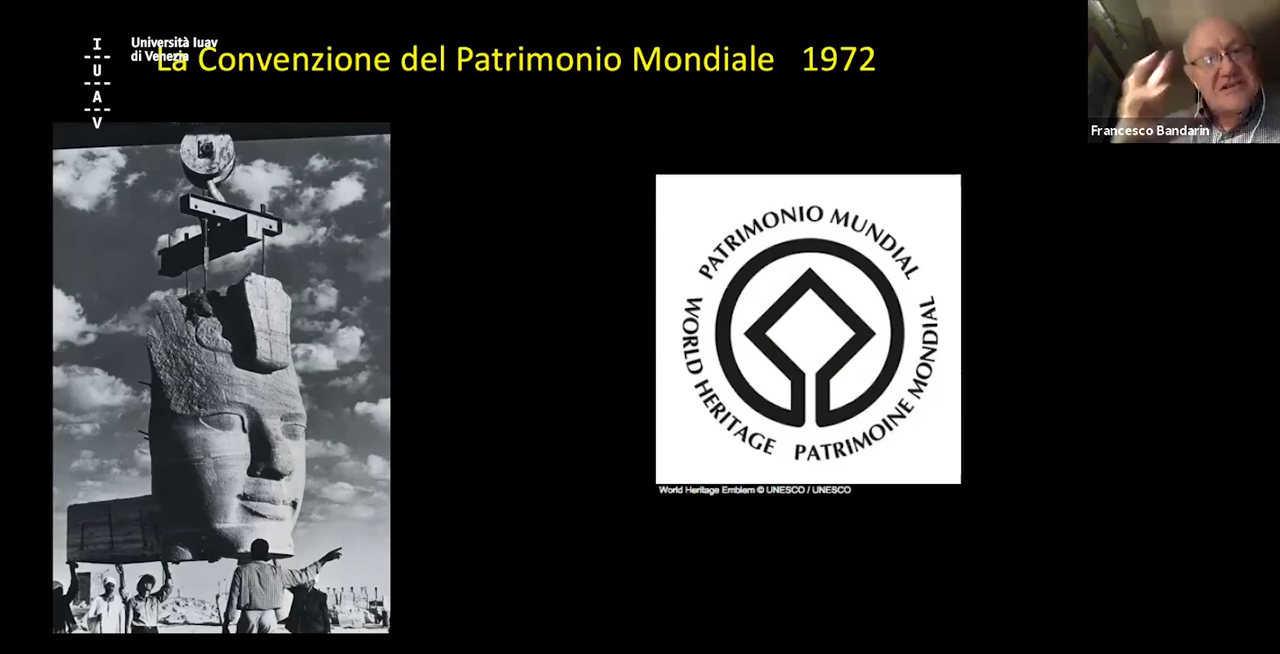 I
U
A
V
Università Iuav
di Venezia
La Convenzione del Patrimonio Mondiale 1972
Francesco Bandarin
PATRIMONIO MUNDIAL
WORLD HERITAGE
PATRIMOINE MONDIAL
World Heritage Emblem © UNESCO / UNESCO